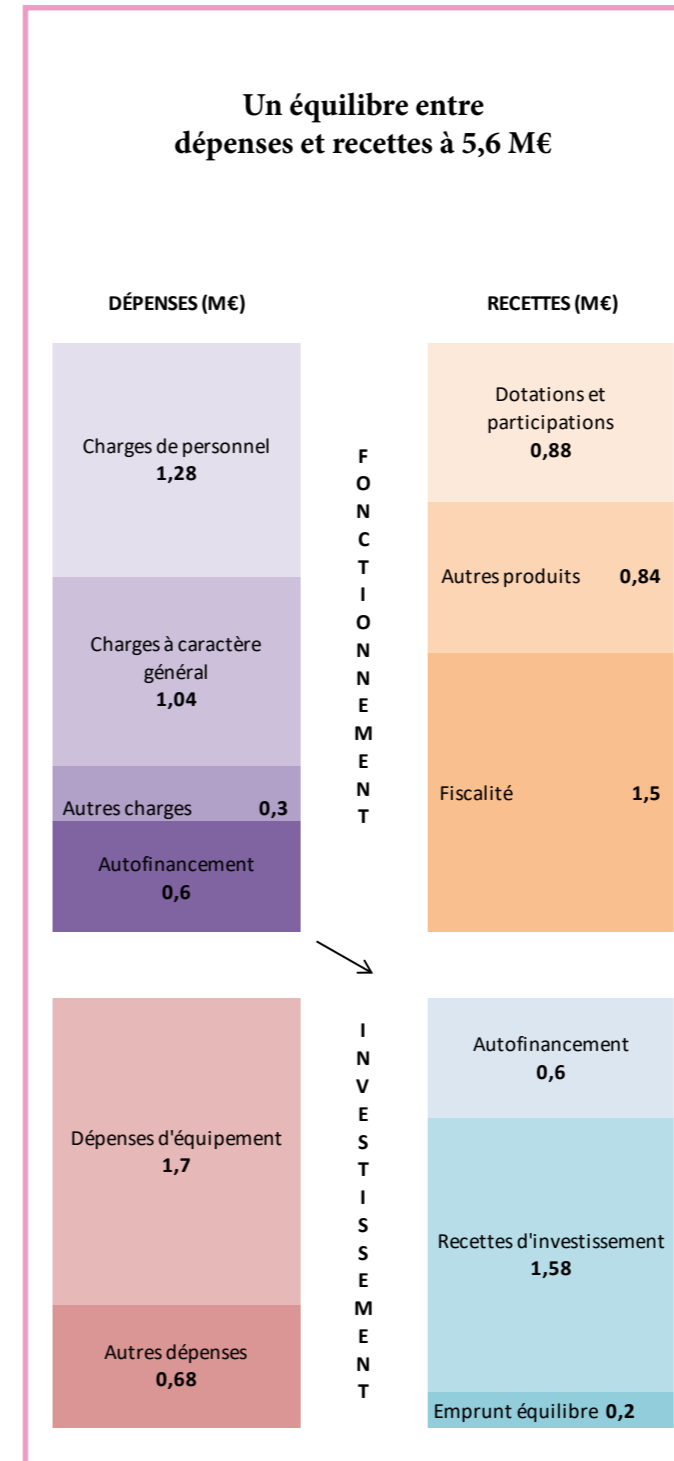 Un équilibre entre
dépenses et recettes à 5,6 M€
DÉPENSES (M€)
Charges de personnel
1,28
Charges à caractère
général
1,04
Autres charges 0,3
Autofinancement
0,6
FONCTIONNEMENT
RECETTES (M€)
Dotations et
participations
0,88
Autres produits 0,84
Fiscalité 1,5
Dépenses d'équipement
1,7
Autres dépenses
0,68
INVESTISSEMENT
Autofinancement
0,6
Recettes d'investissement
1,58
Emprunt équilibre 0,2